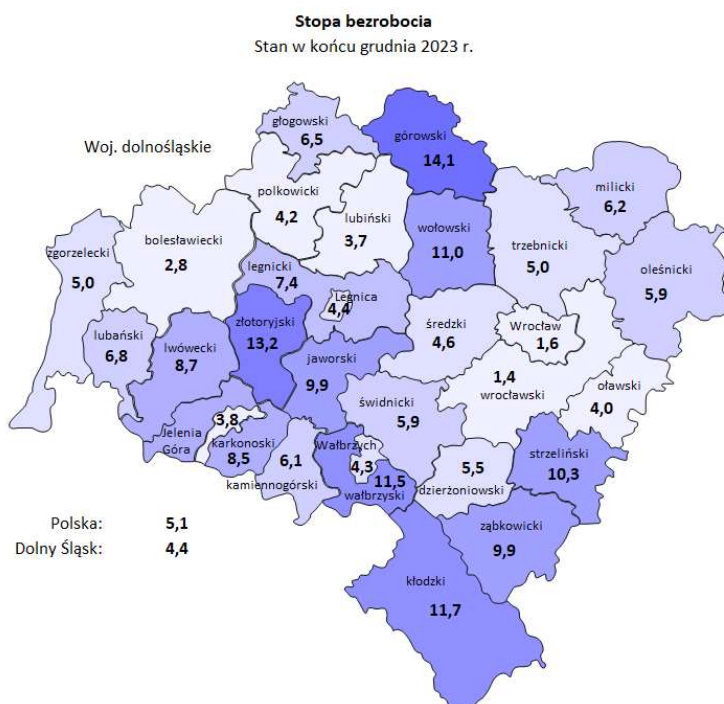 Stopa bezrobocia
Stan w końcu grudnia 2023 r.
Woj. dolnośląskie
głogowski
6,5
górowski
14,1
polkowicki
4,2
lubiński
3,7
wołowski
11,0
milicki
6,2
trzebnicki
5,0
zgorzelecki
5,0
bolesławiecki
2,8
legnicki
7,4
Legnica
4,4
oleśnicki
5,9
lubański
6,8
lwówecki
8,7
złotoryjski
13,2
średzki
4,6
Wrocław
1,6
jaworski
9,9
1,4
wrocławski
oławski
4,0
świdnicki
5,9
3,8
Jelenia
Góra
karkonoski
8,5
6,1
kamiennogórski
Wałbrzych
4,3
11,5
wałbrzyski
5,5
dzierżoniowski
strzeliński
10,3
ząbkowicki
9,9
kłodzki
11,7
Polska: 5,1
Dolny Śląsk: 4,4